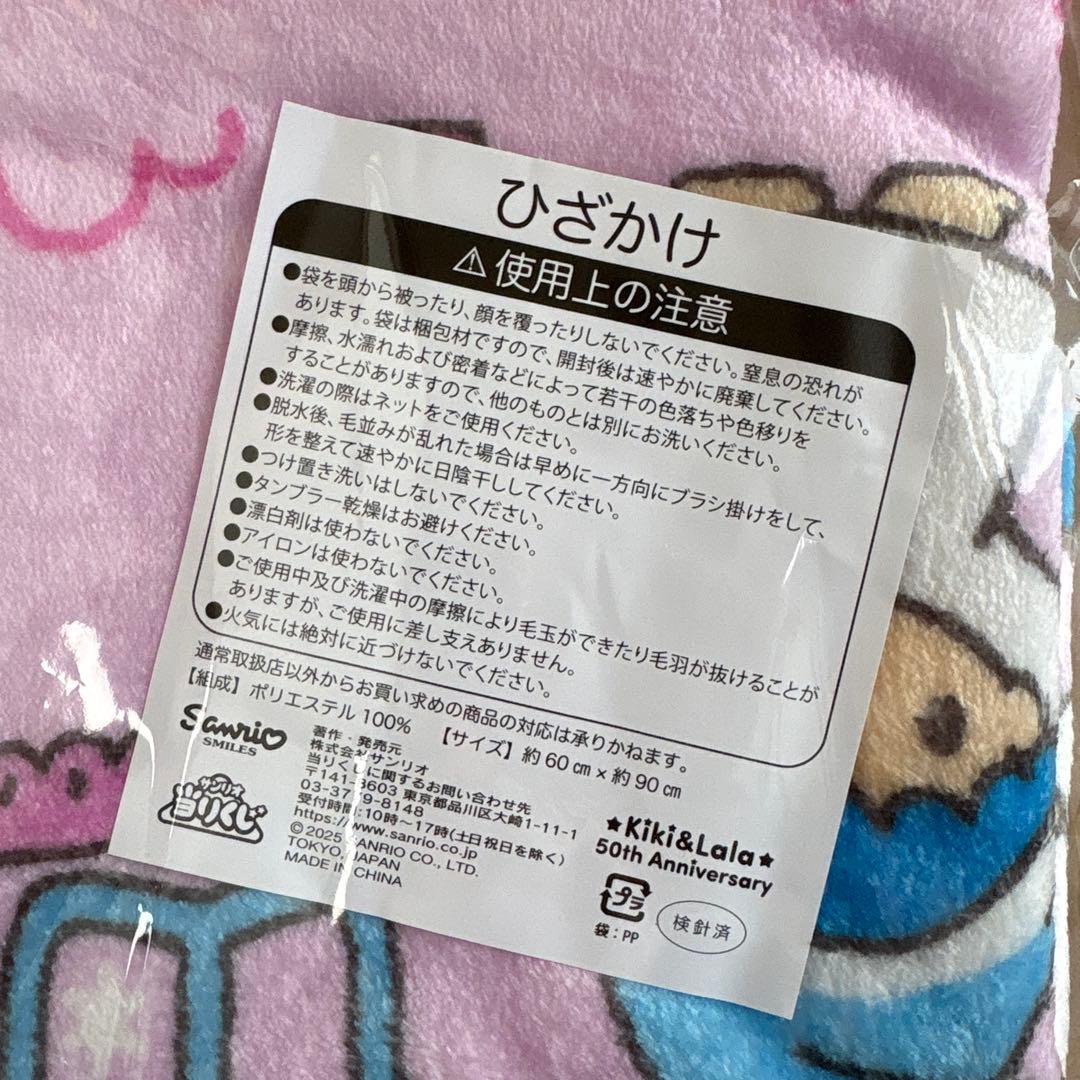 ひざかけ
⚠使用上の注意
●袋を頭から被ったり、顔を覆ったりしないでください。窒息の恐れが
あります。袋は梱包材ですので、開封後は速やかに廃棄してください。
●摩擦、水濡れおよび密着などによって若干の色落ちや色移りを
することがありますので、他のものとは別にお洗いください。
●洗濯の際はネットをご使用ください。
●脱水後、毛並みが乱れた場合は早めに一方向にブラシ掛けをして、
形を整えて速やかに日陰干ししてください。
●つけ置き洗いはしないでください。
●タンブラー乾燥はお避けください。
●漂白剤は使わないでください。
●アイロンは使わないでください。
●ご使用中及び洗濯中の摩擦により毛玉ができたり毛羽が抜けることが
ありますが、ご使用に差し支えありません。
●火気には絶対に近づけないでください。
通常取扱店以外からお買い求めの商品の対応は承りかねます。
【組成】ポリエステル 100% 【サイズ】約 60 ㎝ × 約 90 ㎝
Sanrio
SMILES
サンリオ
当りくじ
著作・発売元
株式会社サンリオ
当りくじに関するお問い合わせ先
〒141-8603 東京都品川区大崎1-11-1
03-3779-8148
受付時間:10時〜17時(土日祝日を除く)
https://www.sanrio.co.jp/
©2025 SANRIO CO., LTD.
TOKYO, JAPAN
MADE IN CHINA
★Kiki&Lala★
50th Anniversary
プラ
袋：PP
検針済